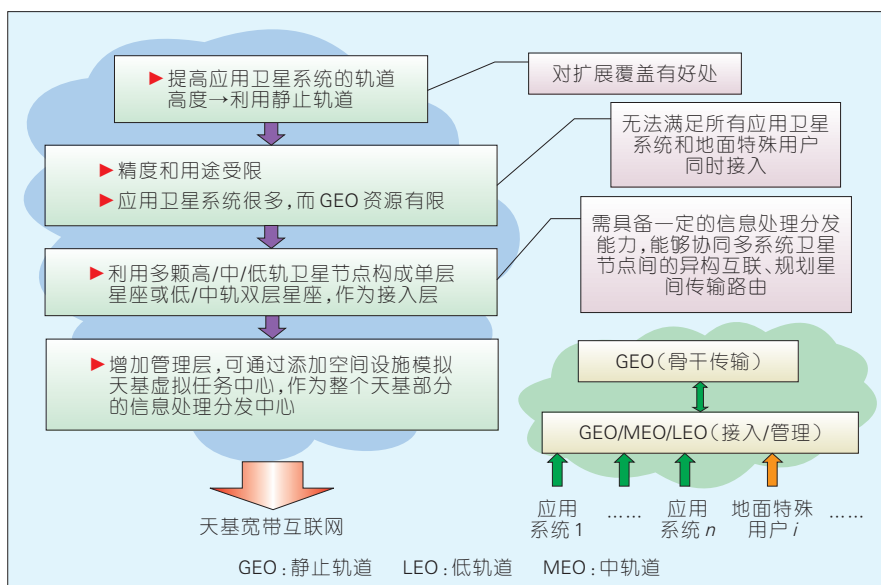 ▶提高应用卫星系统的轨道
高度→利用静止轨道
对扩展覆盖有好处
▶精度和用途受限
▶应用卫星系统很多,而GEO资源有限
无法满足所有应用卫星
系统和地面特殊用户
同时接入
▶利用多颗高/中/低轨卫星节点构成单层
星座或低/中轨双层星座,作为接入层
需具备一定的信息处理分发
能力,能够协同多系统卫星
节点间的异构互联、规划星
间传输路由
▶增加管理层,可通过添加空间设施模拟
天基虚拟任务中心,作为整个天基部分
的信息处理分发中心
天基宽带互联网
GEO(骨干传输)
GEO/MEO/LEO(接入/管理)
应用
系统1
……
应用
系统n
地面特殊
用户i
……
GEO:静止轨道 LEO:低轨道 MEO:中轨道